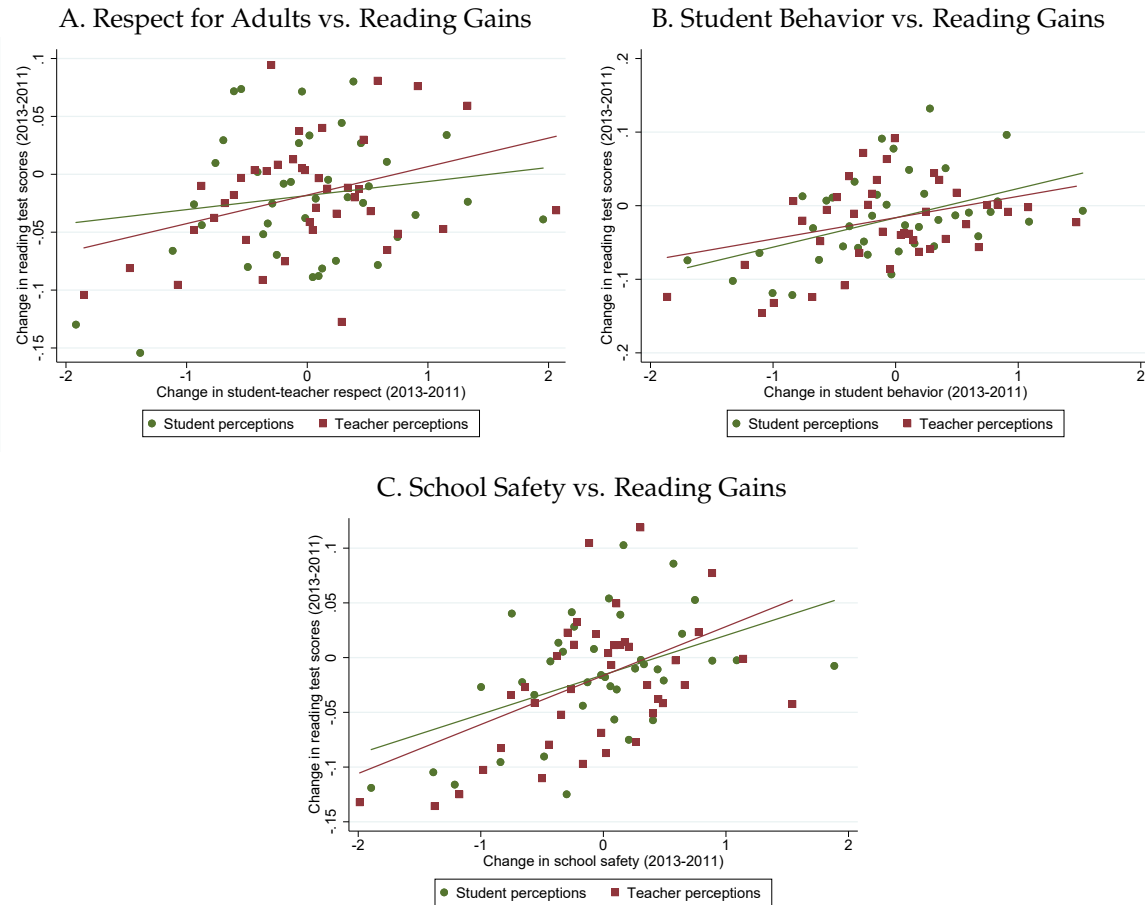 A. Respect for Adults vs. Reading Gains
Change in reading test scores (2013-2011)
.1
.05
0
-.05
-.1
-.15
-2
-1
0
1
2
Change in student-teacher respect (2013-2011)
Student perceptions
Teacher perceptions
B. Student Behavior vs. Reading Gains
Change in reading test scores (2013-2011)
.2
.1
0
-.1
-.2
-2
-1
0
1
2
Change in student behavior (2013-2011)
Student perceptions
Teacher perceptions
C. School Safety vs. Reading Gains
Change in reading test scores (2013-2011)
.1
.05
0
-.05
-.1
-.15
-2
-1
0
1
2
Change in school safety (2013-2011)
Student perceptions
Teacher perceptions